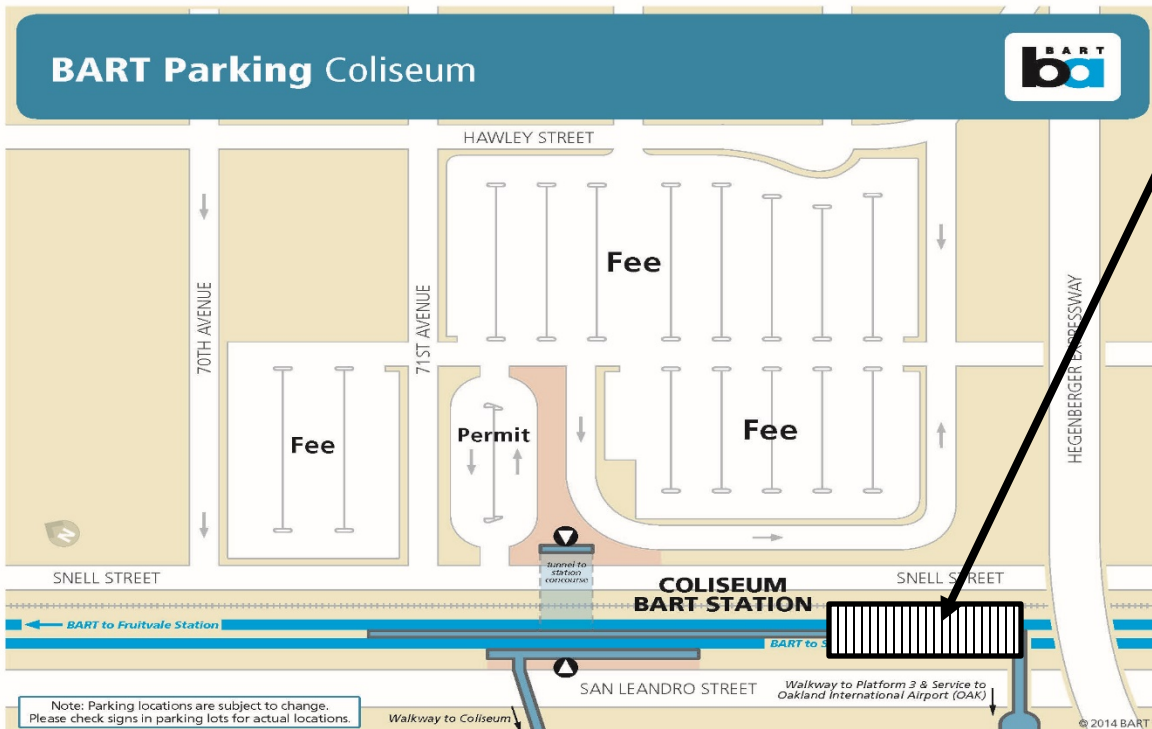 BART Parking Coliseum
BART
ba
HAWLEY STREET
70TH AVENUE
71ST AVENUE
HEGENBERGER EXPRESSWAY
Fee
Fee
Permit
Fee
N
tunnel to
station
concourse
SNELL STREET
COLISEUM
BART STATION
SNELL STREET
BART to Fruitvale Station
BART to S
SAN LEANDRO STREET
Walkway to Platform 3 & Service to
Oakland International Airport (OAK)
Note: Parking locations are subject to change.
Please check signs in parking lots for actual locations.
Walkway to Coliseum
© 2014 BART